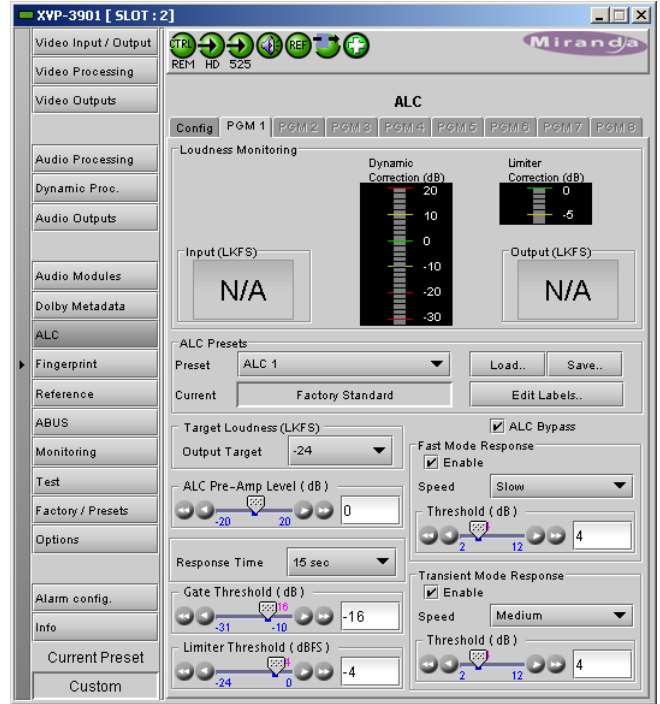 XVP-3901 [ SLOT : 2]
Video Input / Output
Video Processing
Video Outputs
Audio Processing
Dynamic Proc.
Audio Outputs
Audio Modules
Dolby Metadata
ALC
Fingerprint
Reference
ABUS
Monitoring
Test
Factory / Presets
Options
Alarm config.
Info
Current Preset
Custom
CTRL REF
REM HD 525
Miranda
ALC
Config PGM 1 PGM 2 PGM 3 PGM 4 PGM 5 PGM 6 PGM 7 PGM 8
Loudness Monitoring
Dynamic
Correction (dB)
20
10
0
-10
-20
-30
Limiter
Correction (dB)
0
-5
Input (LKFS)
N/A
Output (LKFS)
N/A
ALC Presets
Preset ALC 1 Load.. Save..
Current Factory Standard Edit Labels..
Target Loudness (LKFS)
Output Target -24
ALC Pre-Amp Level ( dB )
-20 20 0
Response Time 15 sec
Gate Threshold ( dB )
16
-31 -10 -16
Limiter Threshold ( dBFS )
4
-24 0 -4
ALC Bypass
Fast Mode Response
Enable
Speed Slow
Threshold ( dB )
2 12 4
Transient Mode Response
Enable
Speed Medium
Threshold ( dB )
2 12 4